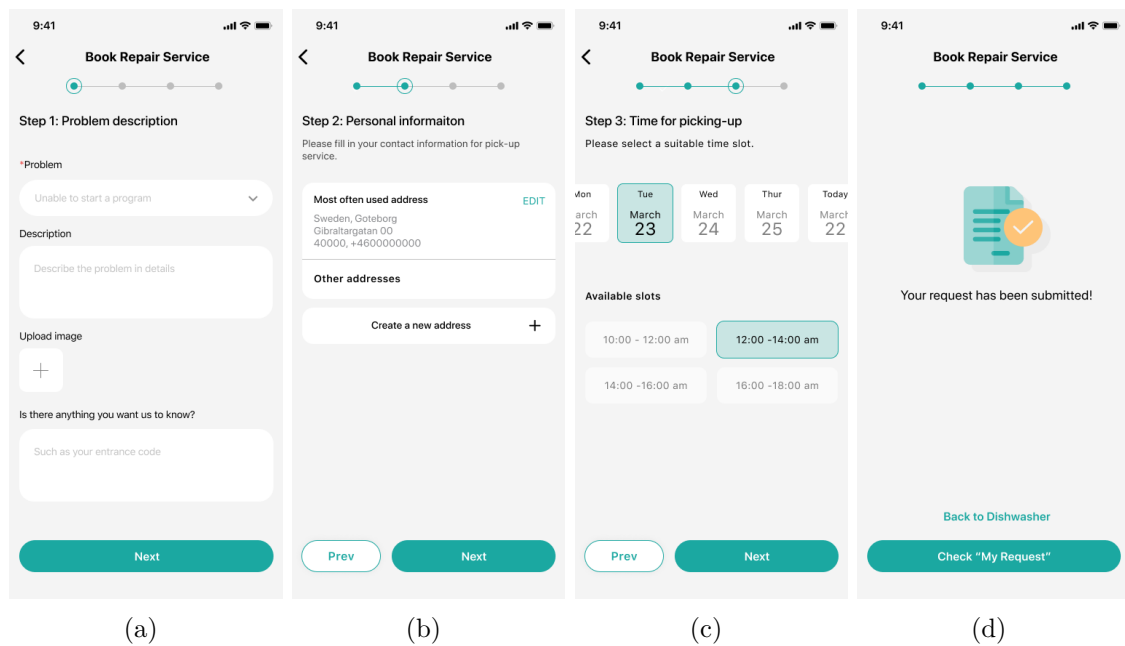 9:41
Book Repair Service
Step 1: Problem description
*Problem
Unable to start a program
Description
Describe the problem in details
Upload image
Is there anything you want us to know?
Such as your entrance code
Next
(a)
9:41
Book Repair Service
Step 2: Personal informaiton
Please fill in your contact information for pick-up
service.
Most often used address
EDIT
Sweden, Goteborg
Gibraltargatan 00
40000, +4600000000
Other addresses
Create a new address
Prev
Next
(b)
9:41
Book Repair Service
Step 3: Time for picking-up
Please select a suitable time slot.
Mon Tue Wed Thur Today
arch March March March March
22 23 24 25 22
Available slots
10:00 - 12:00 am
12:00 -14:00 am
14:00 -16:00 am
16:00 -18:00 am
Prev
Next
(c)
9:41
Book Repair Service
Your request has been submitted!
Back to Dishwasher
Check “My Request”
(d)